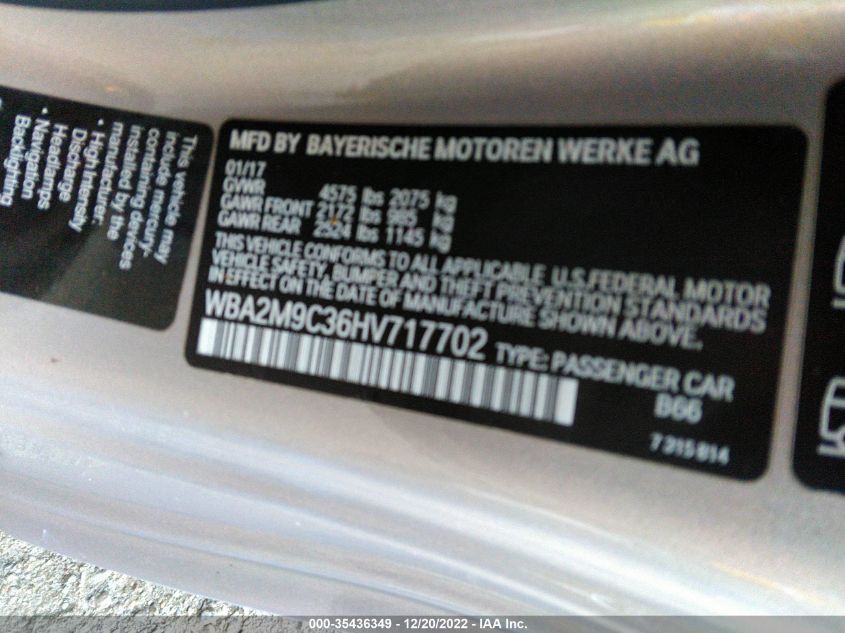 This vehicle may
include mercury-
containing devices
installed by the
manufacturer:
• High Intensity
Discharge
Headlamps
• Navigation
Backlighting
MFD BY BAYERISCHE MOTOREN WERKE AG
01/17
GVWR 4575 lbs 2075 kg
GAWR FRONT 2172 lbs 985 kg
GAWR REAR 2524 lbs 1145 kg
THIS VEHICLE CONFORMS TO ALL APPLICABLE U.S.FEDERAL MOTOR
VEHICLE SAFETY, BUMPER AND THEFT PREVENTION STANDARDS
IN EFFECT ON THE DATE OF MANUFACTURE SHOWN ABOVE.
WBA2M9C36HV717702 TYPE: PASSENGER CAR
B66
7 315 814
000-35436349 - 12/20/2022 - IAA Inc.